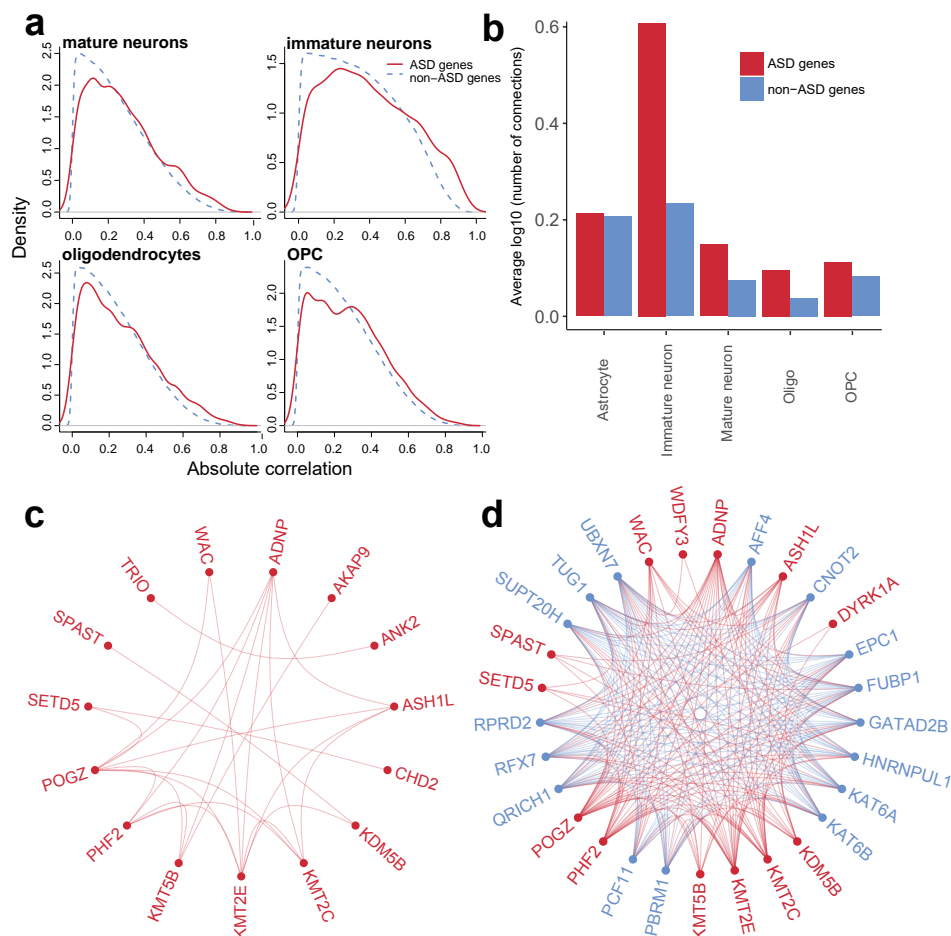 a
mature neurons
immature neurons
ASD genes
non−ASD genes
0.0 0.5 1.0 1.5 2.0 2.5
0.0 0.5 1.0 1.5
0.0 0.2 0.4 0.6 0.8 1.0
0.0 0.2 0.4 0.6 0.8 1.0
Density
oligodendrocytes
OPC
0.0 0.5 1.0 1.5 2.0 2.5
0.0 0.5 1.0 1.5 2.0
0.0 0.2 0.4 0.6 0.8 1.0
0.0 0.2 0.4 0.6 0.8 1.0
Absolute correlation
b
Average log10 (number of connections)
0.6
0.4
0.2
0.0
ASD genes
non−ASD genes
Astrocyte
Immature neuron
Mature neuron
Oligo
OPC
c
ADNP
AKAP9
ANK2
ASH1L
CHD2
KDM5B
KMT2C
KMT2E
KMT5B
PHF2
POGZ
SETD5
SPAST
TRIO
WAC
d
ADNP
AFF4
ASH1L
CNOT2
DYRK1A
EPC1
FUBP1
GATAD2B
HNRNPUL1
KAT6A
KAT6B
KDM5B
KMT2C
KMT2E
KMT5B
PBRM1
PCF11
PHF2
POGZ
QRICH1
RFX7
RPRD2
SETD5
SPAST
SUPT20H
TUG1
UBXN7
WAC
WDFY3